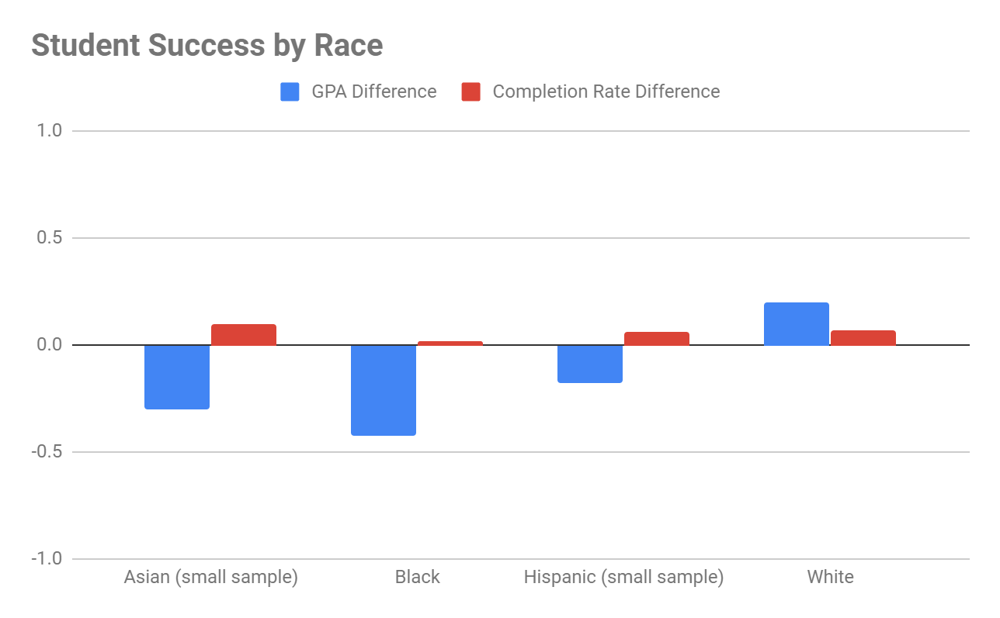 Student Success by Race
GPA Difference Completion Rate Difference
1.0
0.5
0.0
-0.5
-1.0
Asian (small sample) Black Hispanic (small sample) White